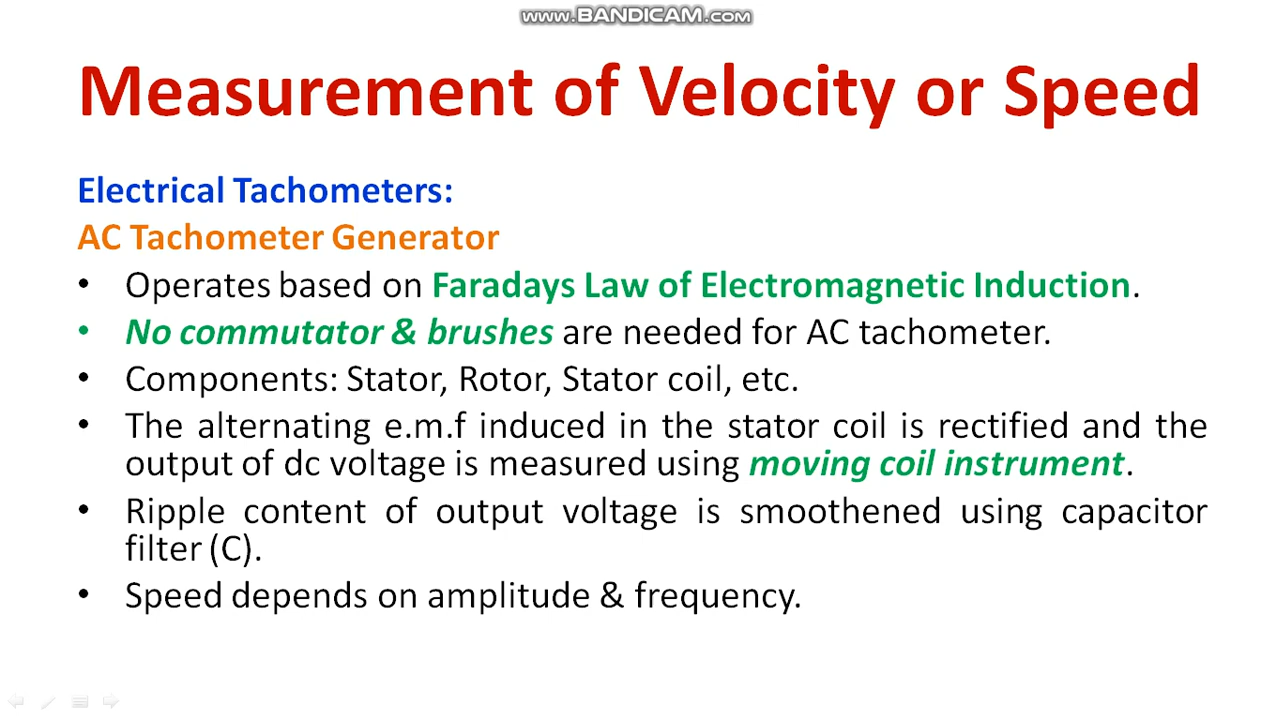 www.BANDICAM.com
Measurement of Velocity or Speed
Electrical Tachometers:
AC Tachometer Generator
• Operates based on Faradays Law of Electromagnetic Induction.
• No commutator & brushes are needed for AC tachometer.
• Components: Stator, Rotor, Stator coil, etc.
• The alternating e.m.f induced in the stator coil is rectified and the
output of dc voltage is measured using moving coil instrument.
• Ripple content of output voltage is smoothened using capacitor
filter (C).
• Speed depends on amplitude & frequency.